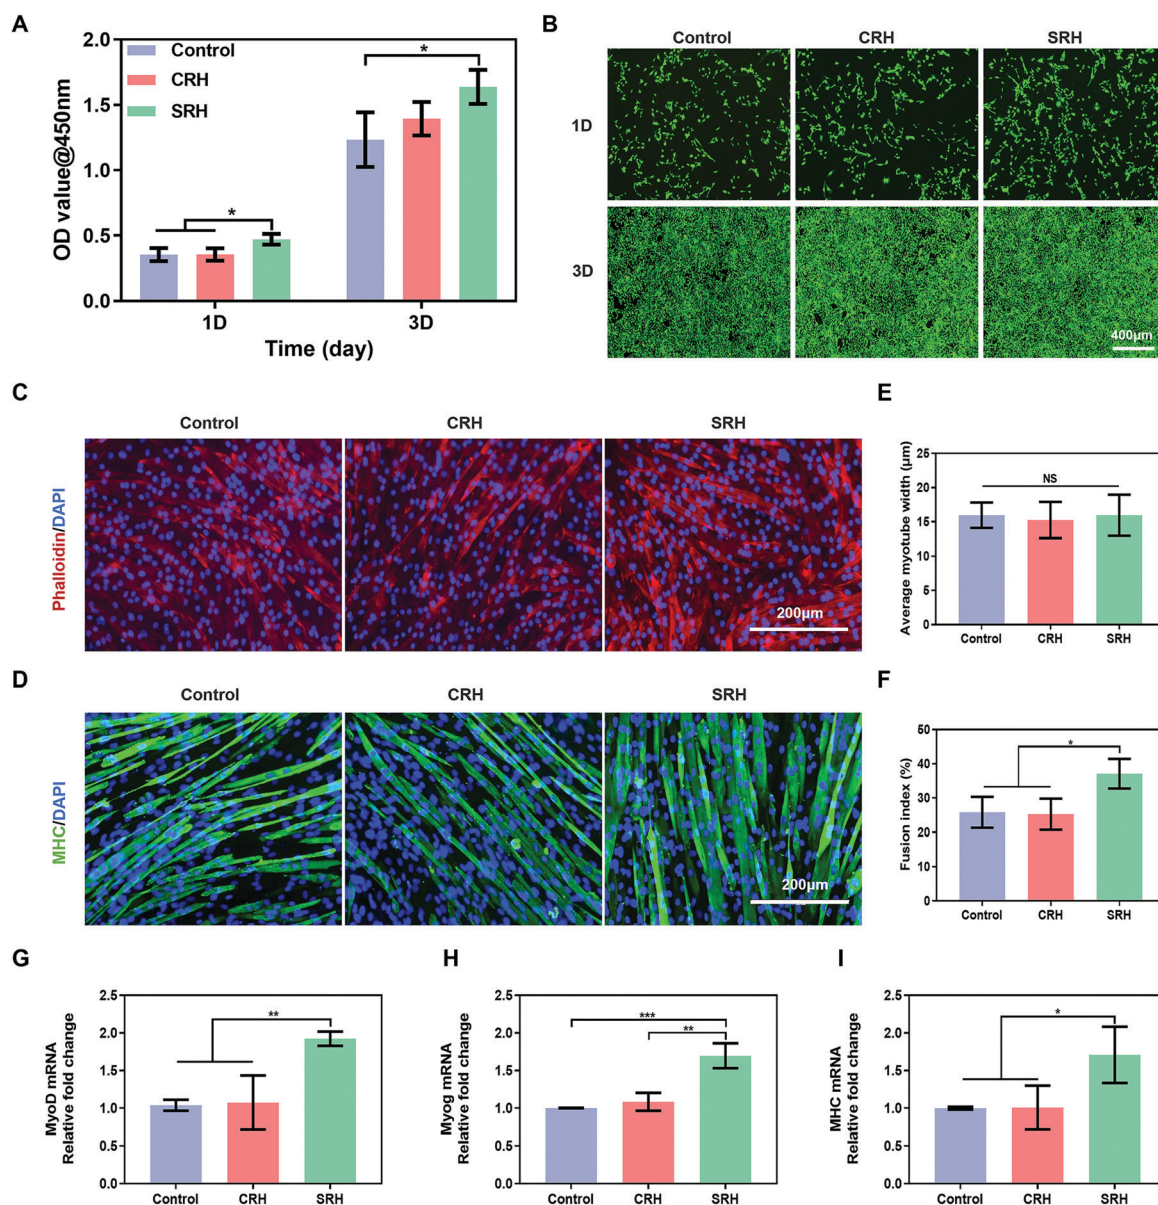 A
2.0
1.5
1.0
0.5
0.0
OD value@450nm
Control
CRH
SRH
*
*
1D
3D
Time (day)
B
Control
CRH
SRH
1D
3D
400μm
C
Control
CRH
SRH
Phalloidin/DAPI
200μm
D
Control
CRH
SRH
MHC/DAPI
200μm
E
Average myotube width (μm)
25
20
15
10
5
0
NS
Control
CRH
SRH
F
Fusion index (%)
50
40
30
20
10
0
*
Control
CRH
SRH
G
MyoD mRNA
Relative fold change
2.5
2.0
1.5
1.0
0.5
0.0
**
Control
CRH
SRH
H
Myog mRNA
Relative fold change
2.5
2.0
1.5
1.0
0.5
0.0
***
**
Control
CRH
SRH
I
MHC mRNA
Relative fold change
2.5
2.0
1.5
1.0
0.5
0.0
*
Control
CRH
SRH